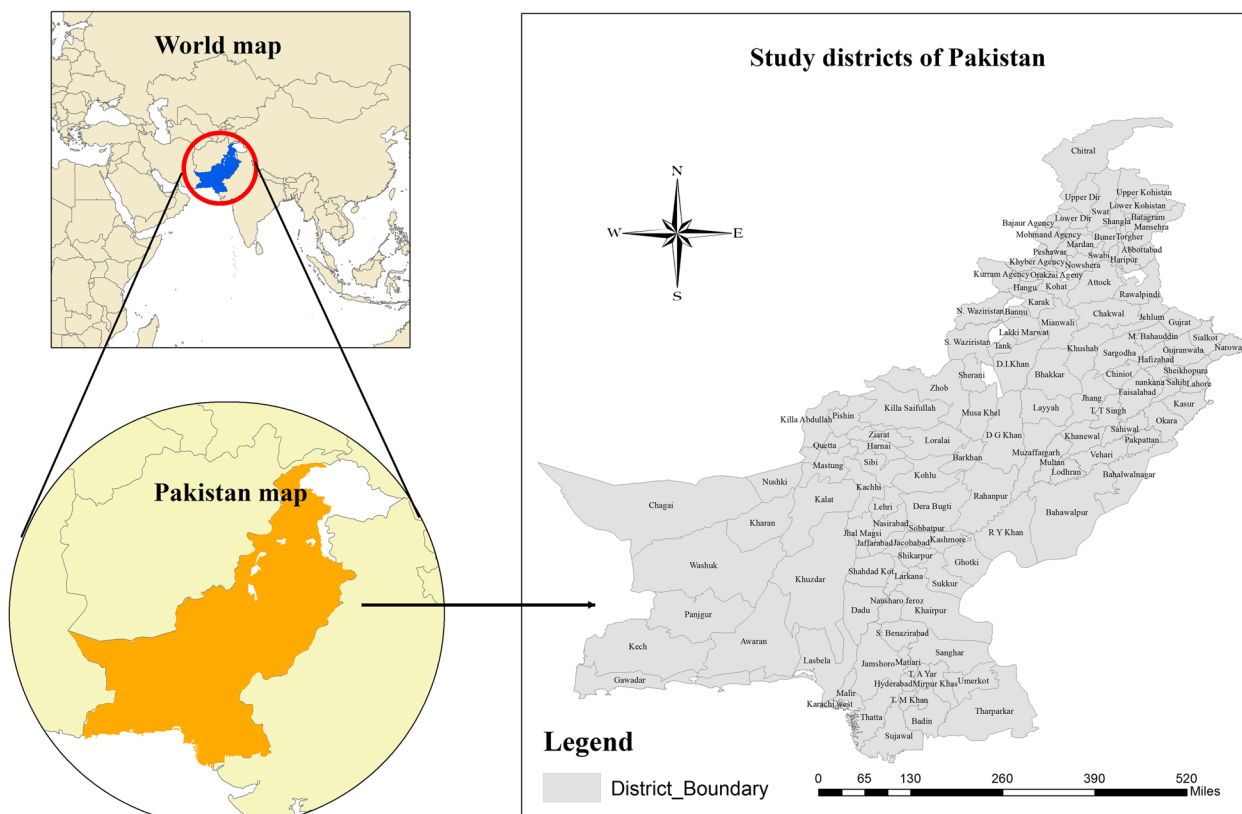 World map
Pakistan map
Study districts of Pakistan
N
W
E
S
Chitral
Upper Dir
Upper Kohistan
Swat
Lower Kohistan
Bajaur Agency
Lower Dir
Shangla
Batagram
Mansehra
Mohmand Agency
Buner
Torgher
Mardan
Abbottabad
Peshawar
Swabi
Haripur
Khyber Agency
Nowshera
Kurram Agency
Orakzai Ageny
Attock
Hangu
Kohat
Rawalpindi
Karak
N. Waziristan
Bannu
Chakwal
Jehlum
Mianwali
Gujrat
Lakki Marwat
M. Bahauddin
Sialkot
S. Waziristan
Tank
Khushab
Sargodha
Gujranwala
Narowa
Hafizabad
D.I.Khan
Sherani
Bhakkar
Chiniot
Sheikhopura
nankana Sahib
Lahore
Zhob
Faisalabad
Jhang
Kasur
Killa Saifullah
Musa Khel
Layyah
T. T Singh
Killa Abdullah
Pishin
Okara
Ziarat
Loralai
D G Khan
Khanewal
Sahiwal
Pakpattan
Quetta
Harnai
Muzaffargarh
Vehari
Mastung
Sibi
Barkhan
Multan
Lodhran
Bahalwalnagar
Nushki
Kachhi
Kohlu
Chagai
Kalat
Rahanpur
Lehri
Dera Bugti
Bahawalpur
Kharan
Nasirabad
Sohbatpur
Jhal Magsi
R Y Khan
Jaffarabad
Jacobabad
Kashmore
Shikarpur
Washuk
Ghotki
Khuzdar
Shahdad Kot
Larkana
Sukkur
Nausharo feroz
Panjgur
Dadu
Khairpur
Kech
Awaran
S. Benazirabad
Lasbela
Sanghar
Jamshoro
Matiari
Gawadar
T. A Yar
Hyderabad
Mirpur Khas
Umerkot
Malir
T. M Khan
Karachi west
Tharparkar
Thatta
Badin
Sujawal
Legend
District_Boundary
0 65 130 260 390 520
Miles